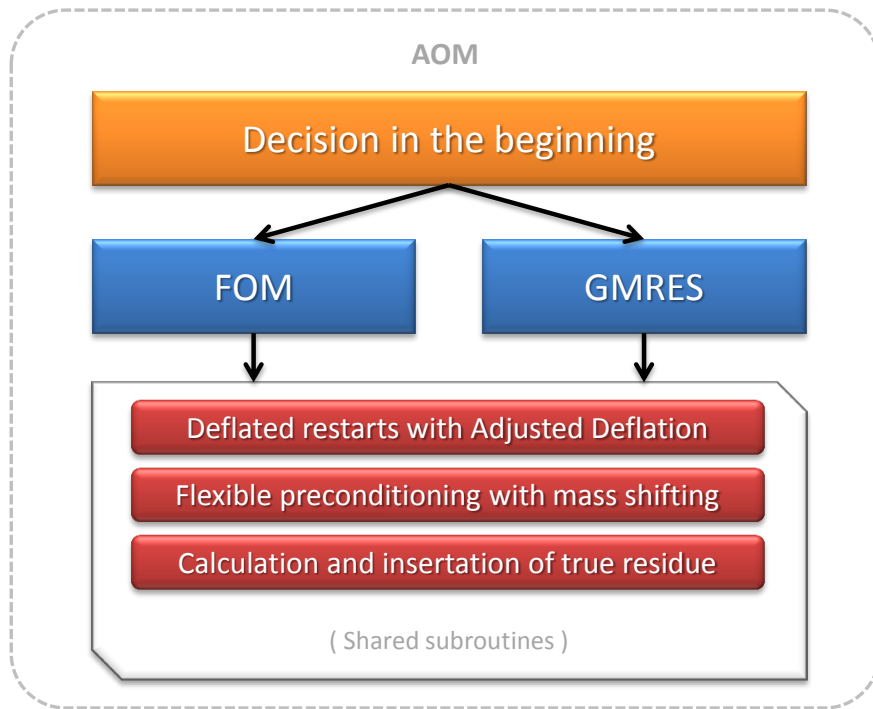 AOM
Decision in the beginning
FOM
GMRES
Deflated restarts with Adjusted Deflation
Flexible preconditioning with mass shifting
Calculation and insertation of true residue
( Shared subroutines )